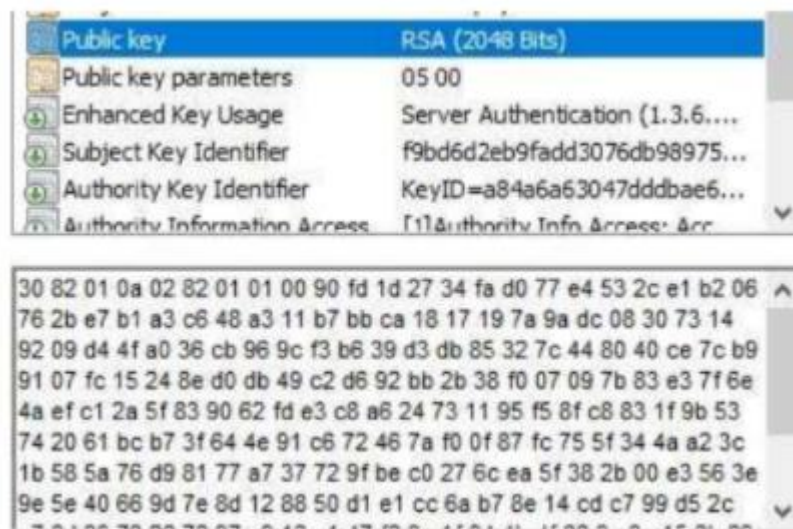 Public key RSA (2048 Bits)
Public key parameters 05 00
Enhanced Key Usage Server Authentication (1.3.6....
Subject Key Identifier f9bd6d2eb9fadd3076db98975...
Authority Key Identifier KeyID=a84a6a63047dddbae6...
Authority Information Access [1]Authority Info Access: Acc
30 82 01 0a 02 82 01 01 00 90 fd 1d 27 34 fa d0 77 e4 53 2c e1 b2 06
76 2b e7 b1 a3 c6 48 a3 11 b7 bb ca 18 17 19 7a 9a dc 08 30 73 14
92 09 d4 4f a0 36 cb 96 9c f3 b6 39 d3 db 85 32 7c 44 80 40 ce 7c b9
91 07 fc 15 24 8e d0 db 49 c2 d6 92 bb 2b 38 f0 07 09 7b 83 e3 7f 6e
4a ef c1 2a 5f 83 90 62 fd e3 c8 a6 24 73 11 95 f5 8f c8 83 1f 9b 53
74 20 61 bc b7 3f 64 4e 91 c6 72 46 7a f0 0f 87 fc 75 5f 34 4a a2 3c
1b 58 5a 76 d9 81 77 a7 37 72 9f be c0 27 6c ea 5f 38 2b 00 e3 56 3e
9e 5e 40 66 9d 7e 8d 12 88 50 d1 e1 cc 6a b7 8e 14 cd c7 99 d5 2c